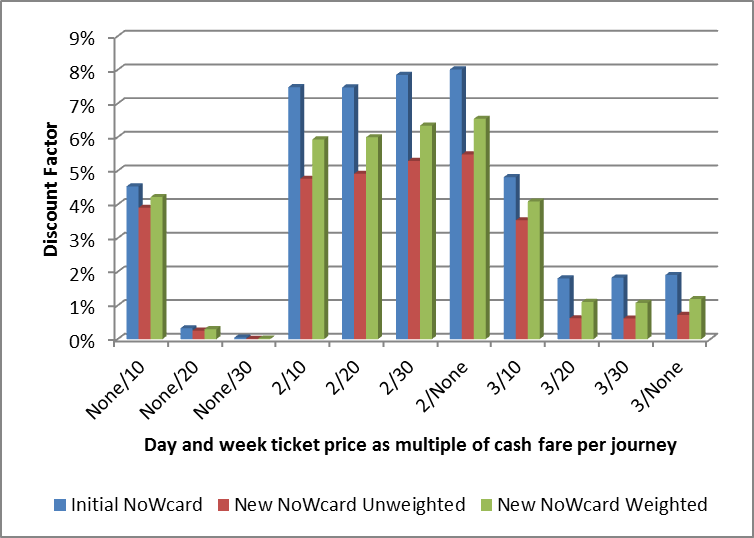 9%
8%
7%
6%
5%
4%
3%
2%
1%
0%
Discount Factor
None/10
None/20
None/30
2/10
2/20
2/30
2/None
3/10
3/20
3/30
3/None
Day and week ticket price as multiple of cash fare per journey
Initial NoWcard
New NoWcard Unweighted
New NoWcard Weighted